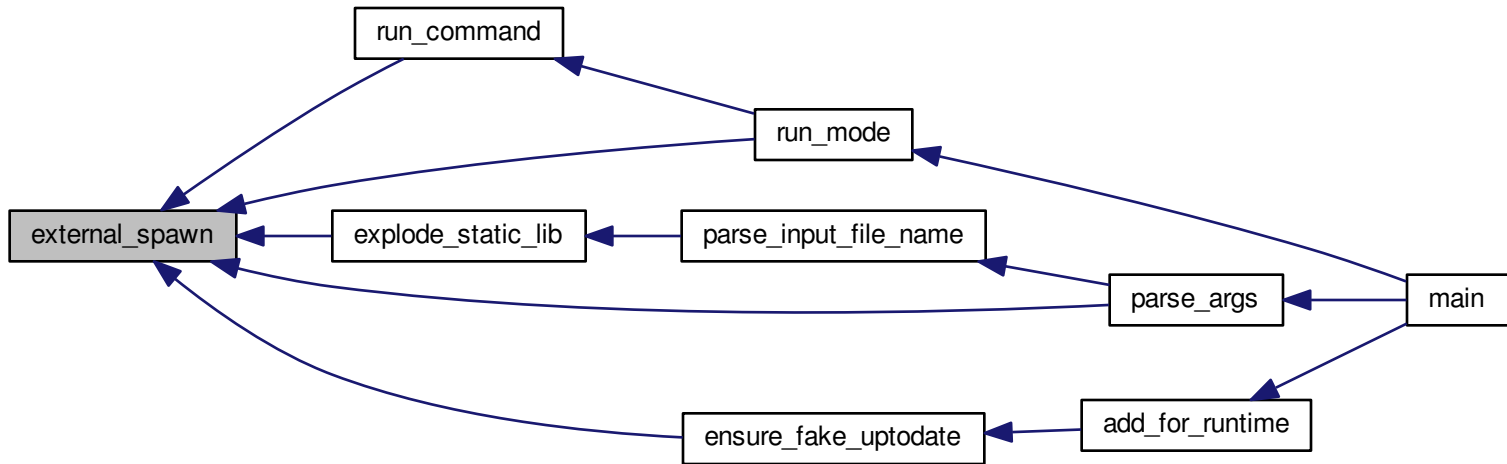 run_command
run_mode
external_spawn
explode_static_lib
parse_input_file_name
parse_args
main
ensure_fake_uptodate
add_for_runtime